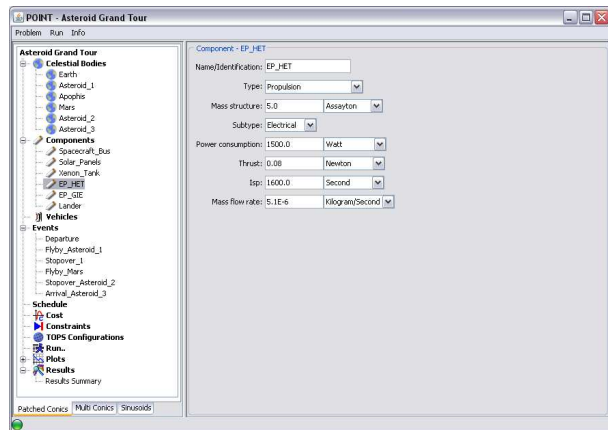 POINT - Asteroid Grand Tour
Problem Run Info
Asteroid Grand Tour
Celestial Bodies
Earth
Asteroid_1
Apophis
Mars
Asteroid_2
Asteroid_3
Components
Spacecraft_Bus
Solar_Panels
Xenon_Tank
EP_HET
EP_GIE
Lander
Vehicles
Events
Departure
Flyby_Asteroid_1
Stopover_1
Flyby_Mars
Stopover_Asteroid_2
Arrival_Asteroid_3
Schedule
Cost
Constraints
TOPS Configurations
Run..
Plots
Results
Results Summary
Patched Conics Multi Conics Sinusoids
Component - EP_HET
Name/Identification: EP_HET
Type: Propulsion
Mass structure: 5.0 Assayton
Subtype: Electrical
Power consumption: 1500.0 Watt
Thrust: 0.08 Newton
Isp: 1600.0 Second
Mass flow rate: 5.1E-6 Kilogram/Second